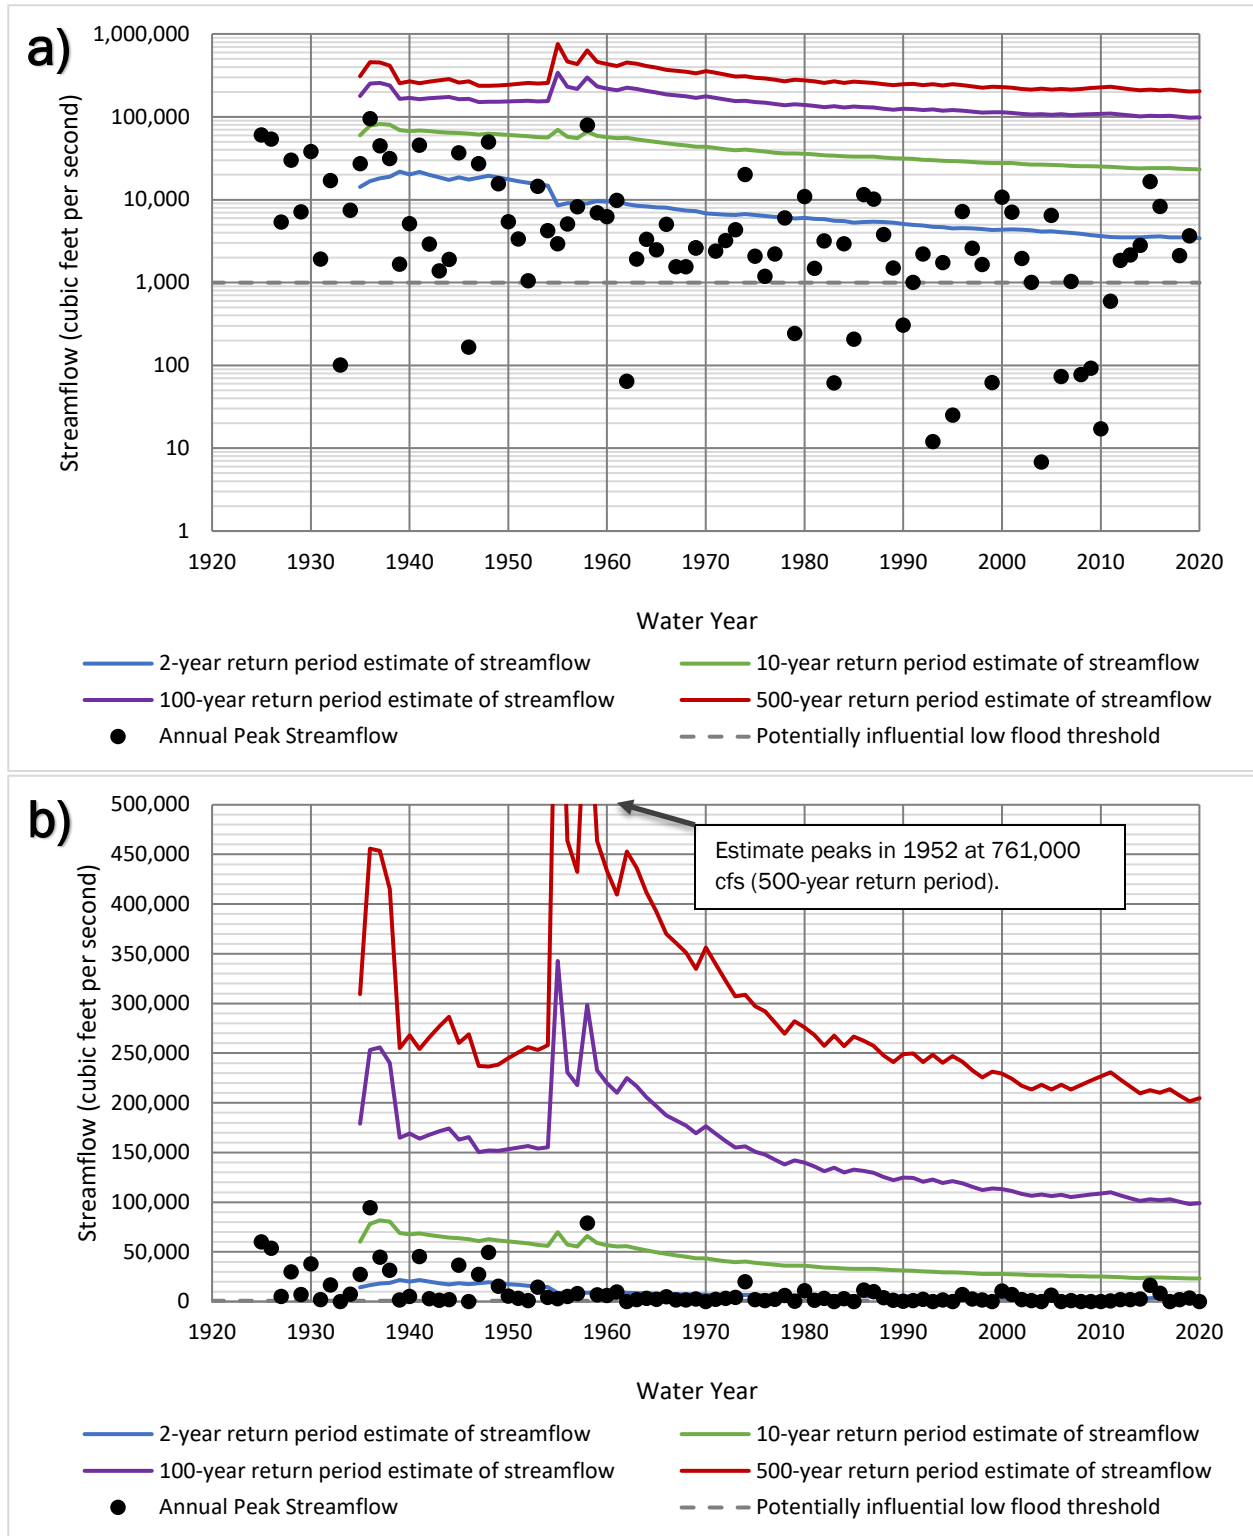 a)
1,000,000
100,000
10,000
1,000
100
10
1
Streamflow (cubic feet per second)
1920 1930 1940 1950 1960 1970 1980 1990 2000 2010 2020
Water Year
2-year return period estimate of streamflow
10-year return period estimate of streamflow
100-year return period estimate of streamflow
500-year return period estimate of streamflow
Annual Peak Streamflow
Potentially influential low flood threshold
b)
500,000
450,000
400,000
350,000
300,000
250,000
200,000
150,000
100,000
50,000
0
Streamflow (cubic feet per second)
Estimate peaks in 1952 at 761,000
cfs (500-year return period).
1920 1930 1940 1950 1960 1970 1980 1990 2000 2010 2020
Water Year
2-year return period estimate of streamflow
10-year return period estimate of streamflow
100-year return period estimate of streamflow
500-year return period estimate of streamflow
Annual Peak Streamflow
Potentially influential low flood threshold